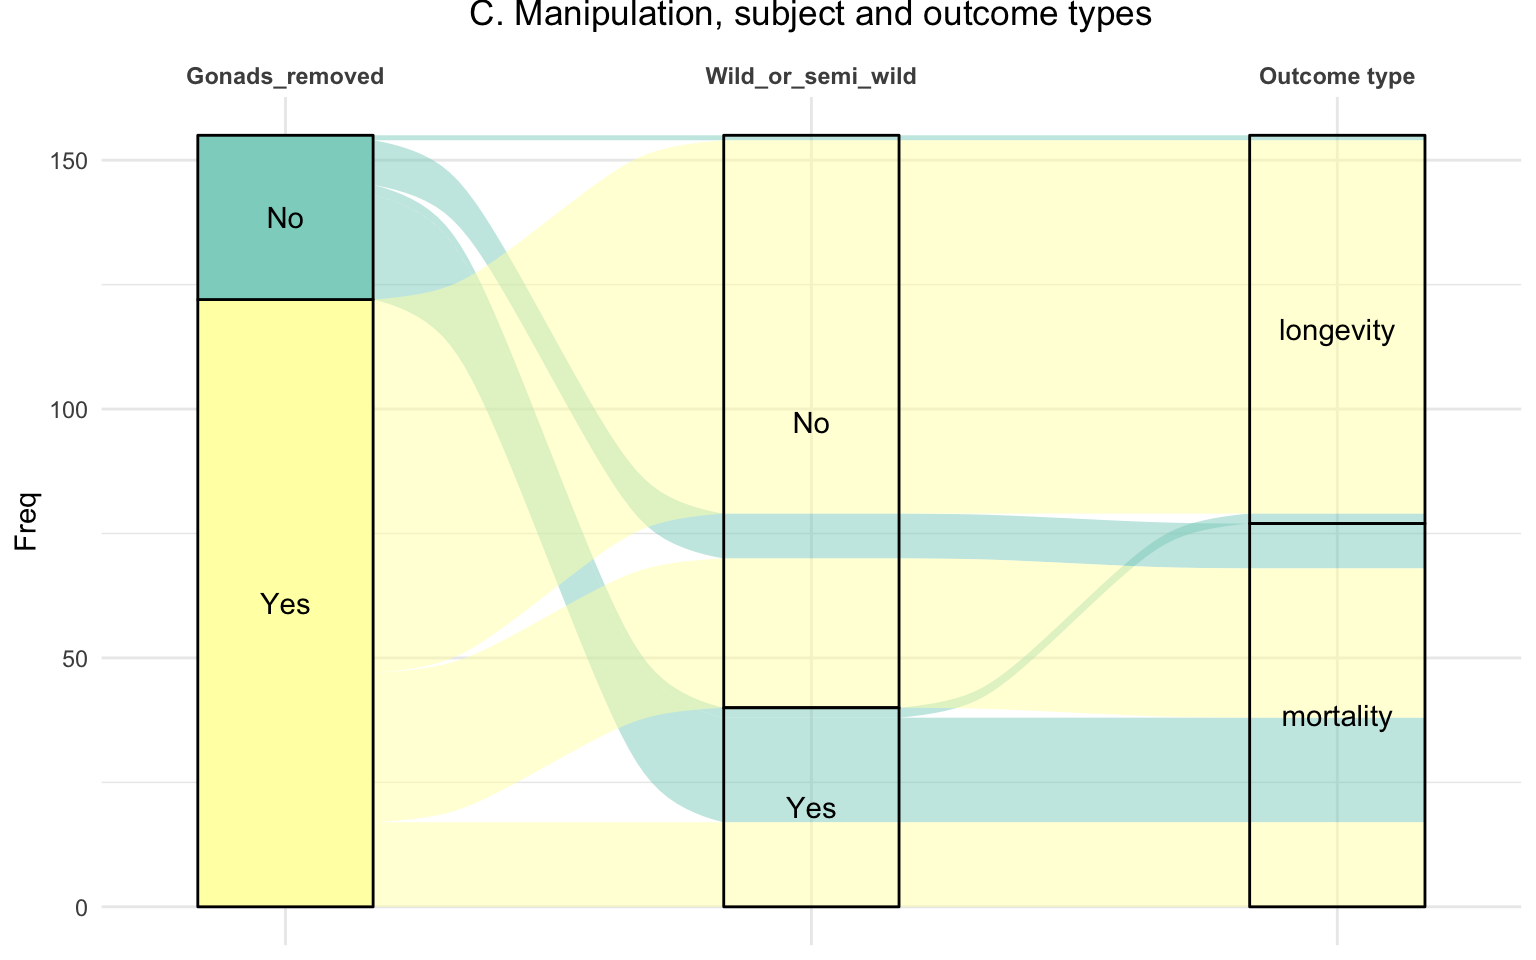 C. Manipulation, subject and outcome types
Gonads_removed
Wild_or_semi_wild
Outcome type
150
100
50
0
Freq
No
Yes
No
Yes
longevity
mortality